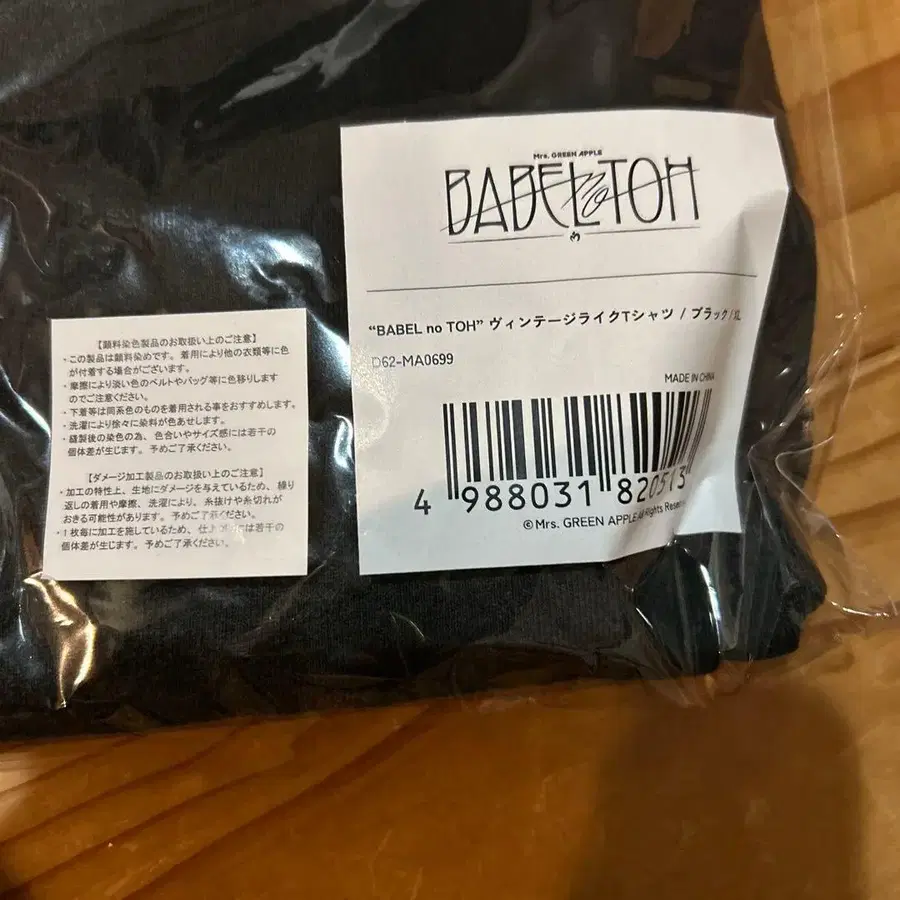 【顔料染色製品のお取扱い上のご注意】
・この製品は顔料染めです。着用により他の衣類等に色
が付着する場合がございます。
・摩擦により淡い色のベルトやバッグ等に色移りします
のでご注意ください。
・下着等は同系色のものを着用される事をおすすめします。
・洗濯により徐々に染料が色あせします。
・縫製後の染色の為、色合いやサイズ感には若干の
個体差が生じます。予めご了承ください。
【ダメージ加工製品のお取扱い上のご注意】
・加工の特性上、生地にダメージを与えているため、繰り
返しの着用や摩擦、洗濯により、糸抜けや糸切れが
おきる可能性があります。予めご了承ください。
・1枚毎に加工を施しているため、仕上がりに若干の
個体差が生じます。予めご了承ください。
Mrs. GREEN APPLE
BABEL no TOH
“BABEL no TOH” ヴィンテージライクTシャツ / ブラック / XL
D62-MA0699
MADE IN CHINA
4 988031 820513
©Mrs. GREEN APPLE All Rights Reserved